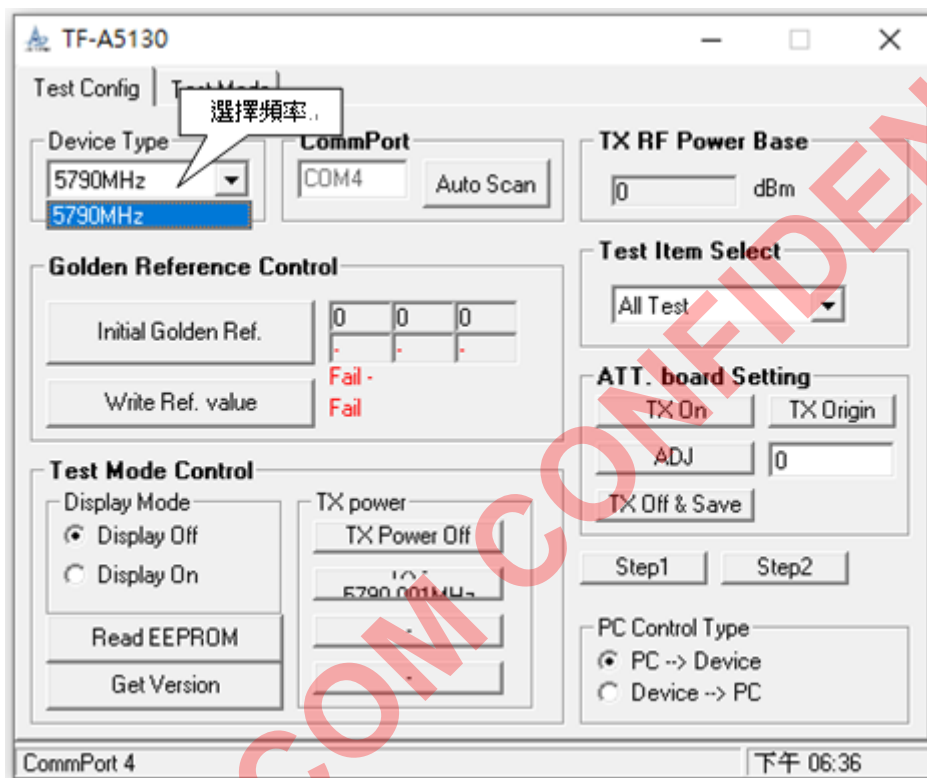 TF-A5130
Test Config
選擇頻率..
Device Type
CommPort
TX RF Power Base
5790MHz
COM4
Auto Scan
0
dBm
5790MHz
Golden Reference Control
Test Item Select
Initial Golden Ref.
0 0 0
- - -
All Test
Write Ref. value
Fail -
Fail
ATT. board Setting
TX On
TX Origin
ADJ
0
TX Off & Save
Test Mode Control
Display Mode
TX power
Display Off
TX Power Off
Display On
5790.001MHz
Step1
Step2
Read EEPROM
-
PC Control Type
PC --> Device
Get Version
-
Device --> PC
CommPort 4
下午 06:36
COM CONFIDEN